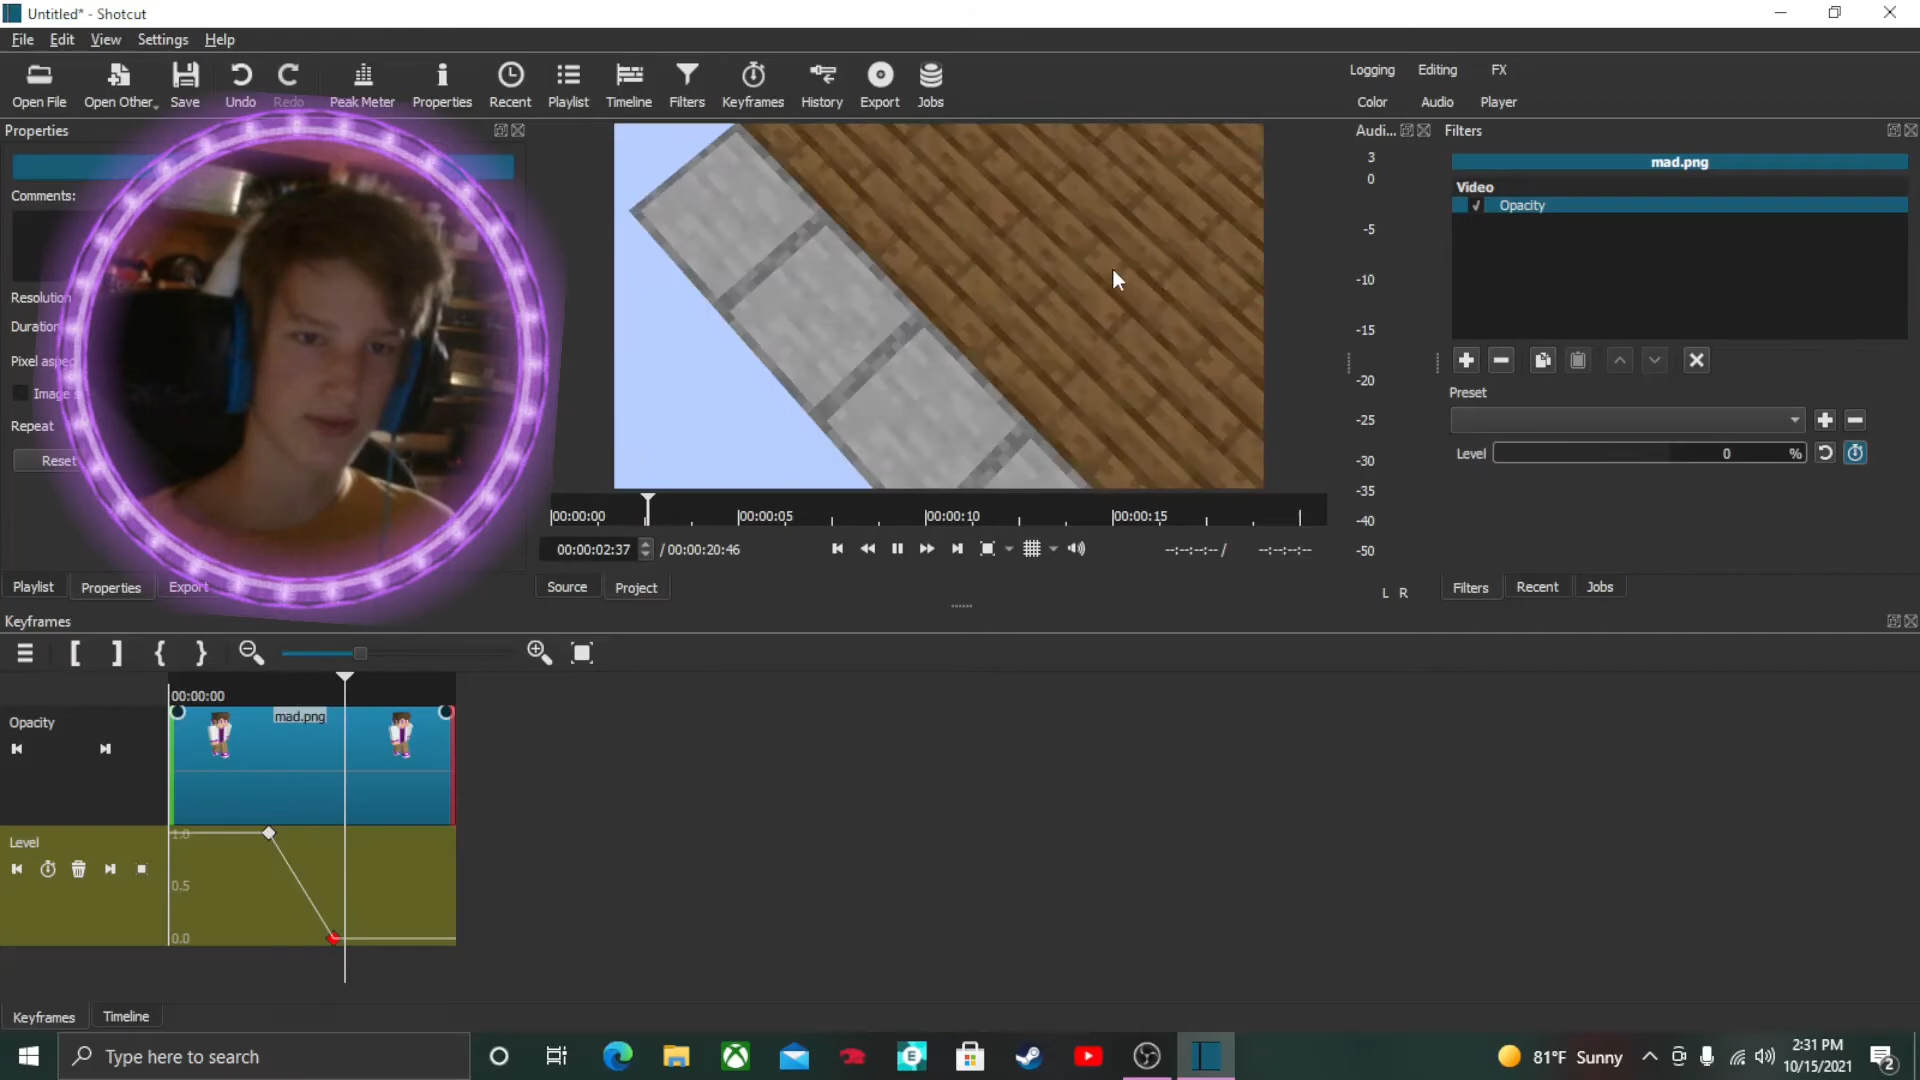 Untitled* - Shotcut
File Edit View Settings Help
Open File Open Other Save Undo Redo Peak Meter Properties Recent Playlist Timeline Filters Keyframes History Export Jobs
Logging Editing FX
Color Audio Player
Properties
Comments:
Resolution
Duration
Image s
Repeat
Reset
Playlist Properties Export
00:00:00 00:00:05 00:00:10 00:00:15
00:00:02:37 / 00:00:20:46 --:--:--:-- / --:--:--:--
Source Project
Audi...
3
0
-5
-10
-15
-20
-25
-30
-35
-40
-50
L R
Filters
mad.png
Video
Opacity
Preset
Level 0 %
Filters Recent Jobs
Keyframes
00:00:00
Opacity
mad.png
Level
1.0
0.5
0.0
Keyframes Timeline
Type here to search
81°F Sunny
2:31 PM
10/15/2021
2